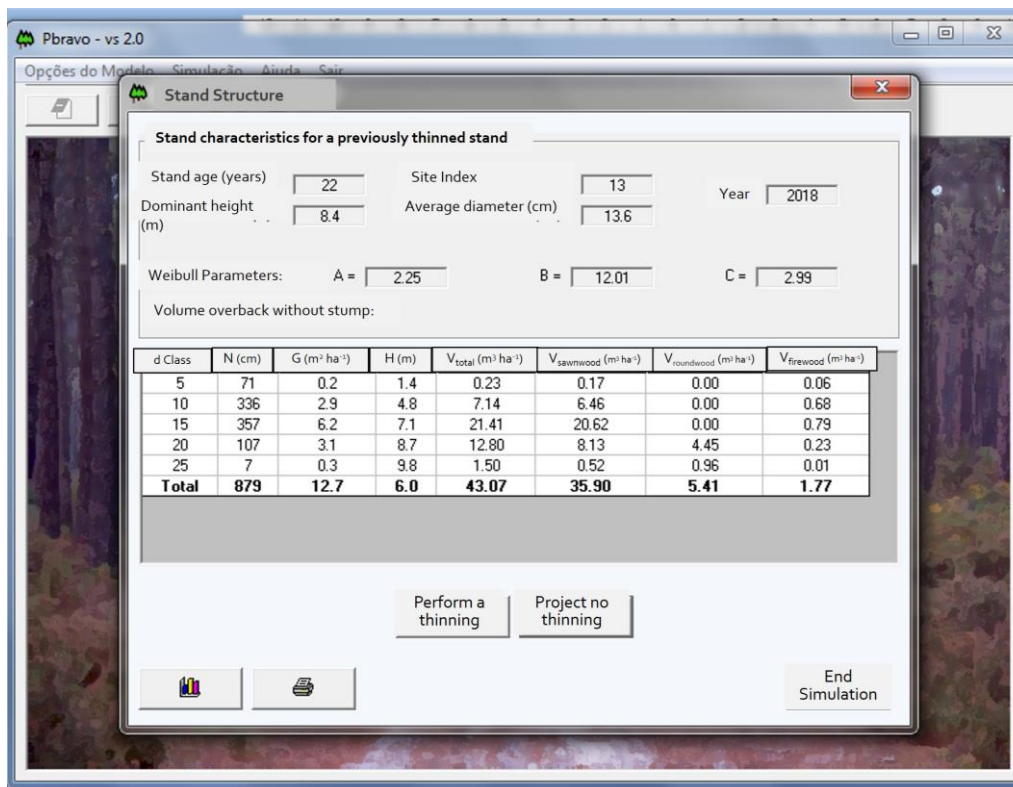 Pbravo - vs 2.0
Opções do Modelo Simulação Ajuda Sair
Stand Structure
Stand characteristics for a previously thinned stand
Stand age (years) 22 Site Index 13 Year 2018
Dominant height (m) 8.4 Average diameter (cm) 13.6
Weibull Parameters: A = 2.25 B = 12.01 C = 2.99
Volume overback without stump:
d Class N (cm) G (m² ha⁻¹) H (m) Vtotal (m³ ha⁻¹) Vsawnwood (m³ ha⁻¹) Vroundwood (m³ ha⁻¹) Vfirewood (m³ ha⁻¹)
5 71 0.2 1.4 0.23 0.17 0.00 0.06
10 336 2.9 4.8 7.14 6.46 0.00 0.68
15 357 6.2 7.1 21.41 20.62 0.00 0.79
20 107 3.1 8.7 12.80 8.13 4.45 0.23
25 7 0.3 9.8 1.50 0.52 0.96 0.01
Total 879 12.7 6.0 43.07 35.90 5.41 1.77
Perform a
thinning
Project no
thinning
End
Simulation